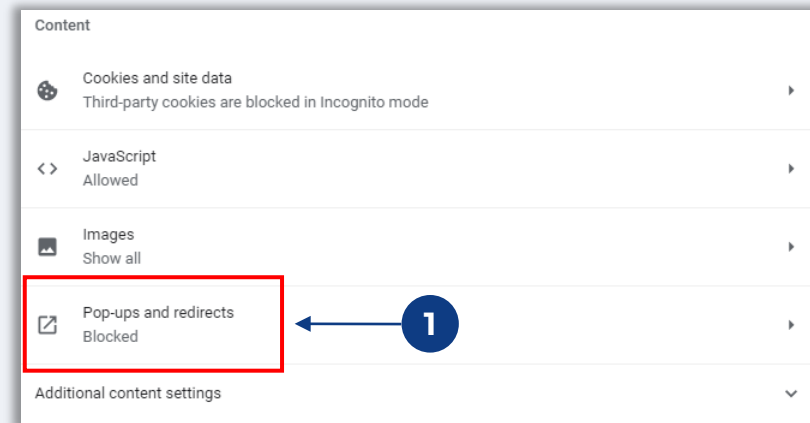 Content
Cookies and site data
Third-party cookies are blocked in Incognito mode
JavaScript
Allowed
Images
Show all
Pop-ups and redirects
Blocked
1
Additional content settings